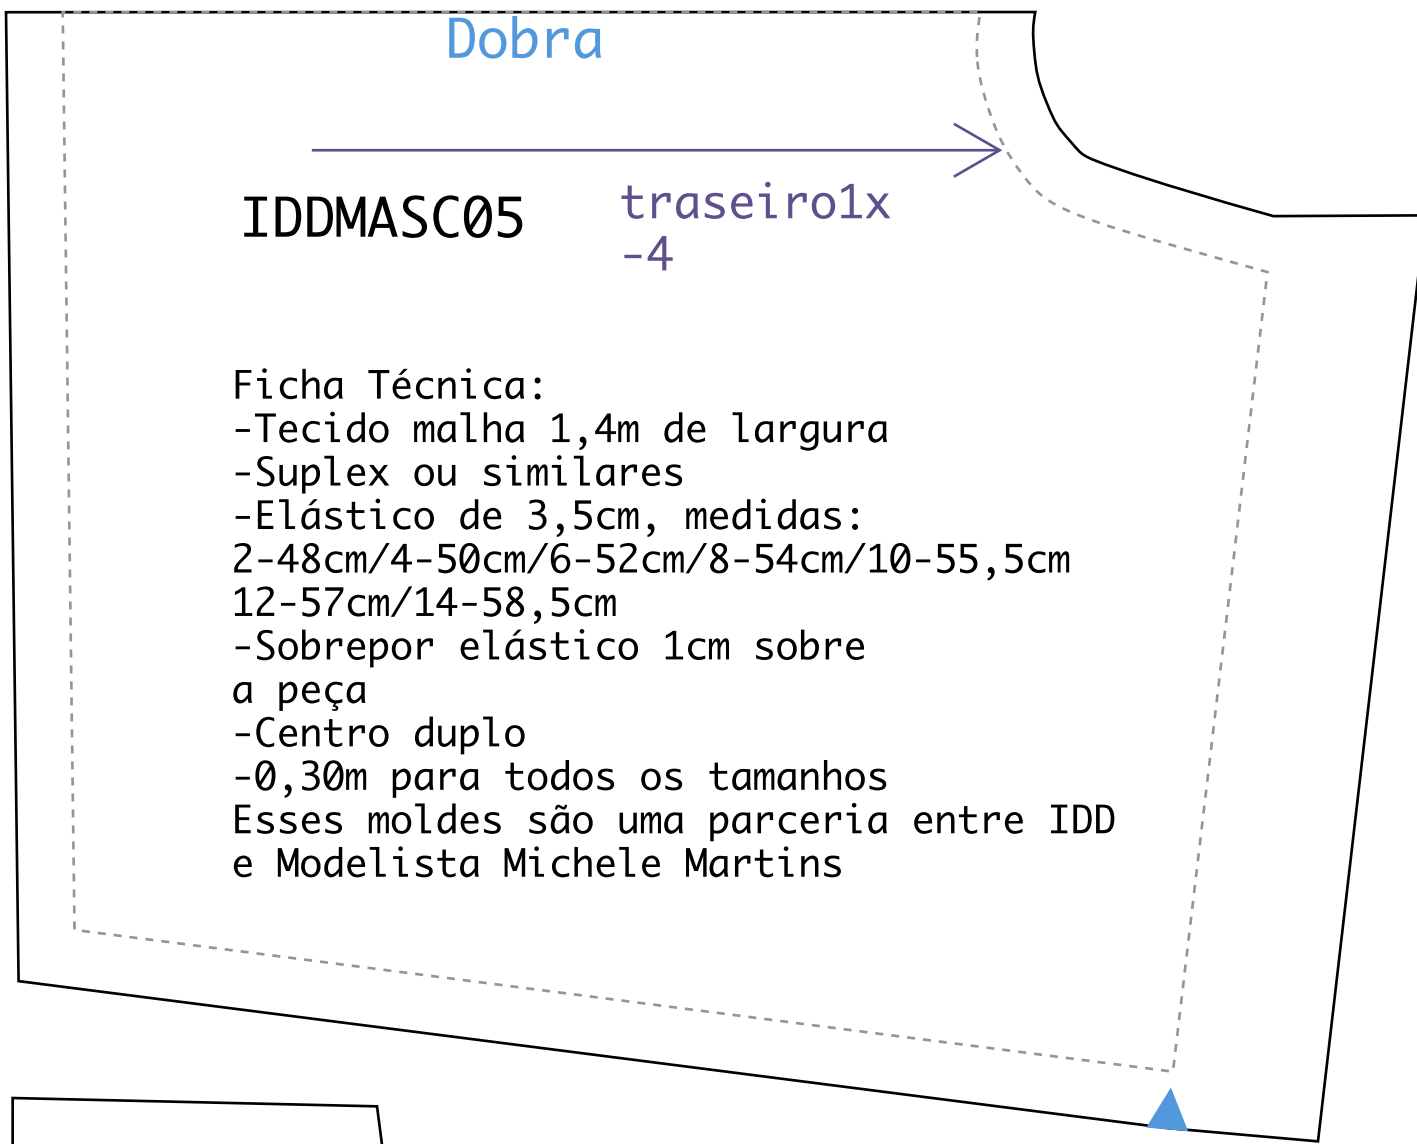 Dobra
IDDMASC05
traseiro1x
-4
Ficha Técnica:
-Tecido malha 1,4m de largura
-Suplex ou similares
-Elástico de 3,5cm, medidas:
2-48cm/4-50cm/6-52cm/8-54cm/10-55,5cm
12-57cm/14-58,5cm
-Sobrepor elástico 1cm sobre
a peça
-Centro duplo
-0,30m para todos os tamanhos
Esses moldes são uma parceria entre IDD
e Modelista Michele Martins